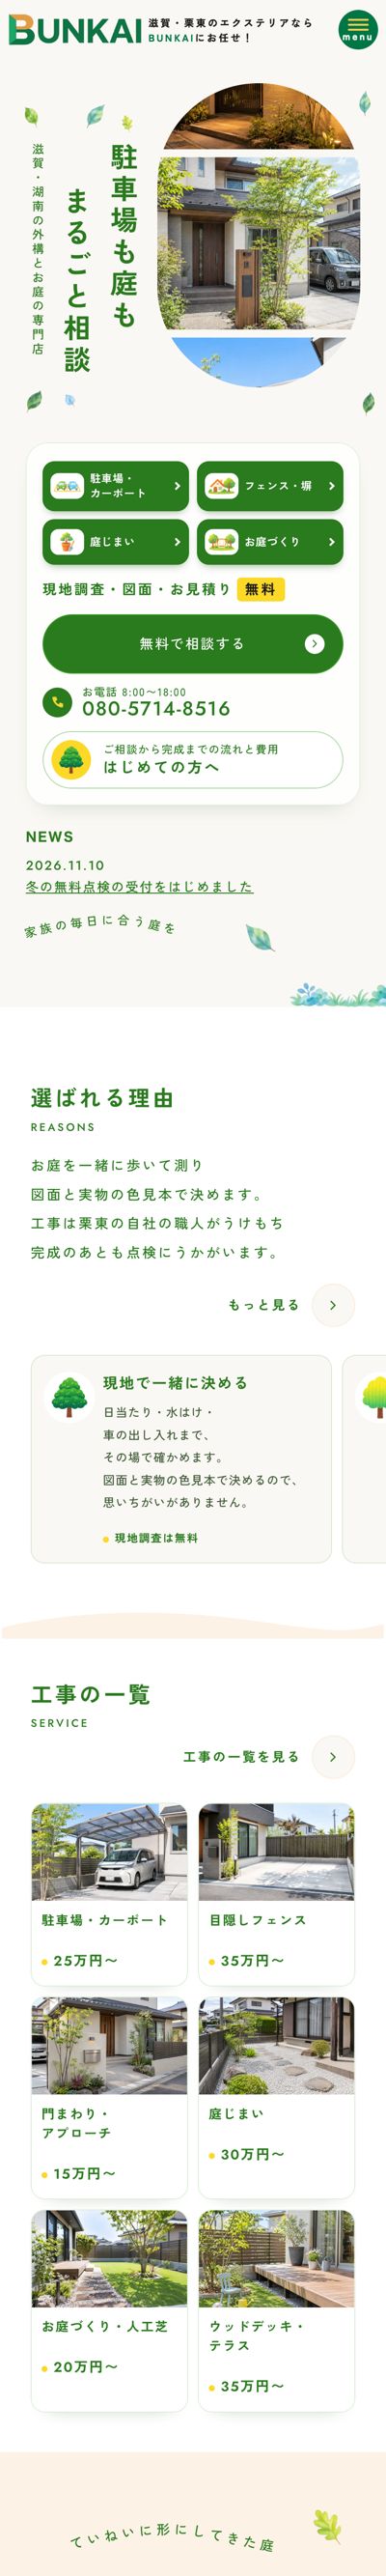 BUNKAI
滋賀・栗東のエクステリアなら
BUNKAIにお任せ！
menu
駐車場も庭も
まるごと相談
滋賀・湖南の外構とお庭の専門店
駐車場・
カーポート
フェンス・塀
庭じまい
お庭づくり
現地調査・図面・お見積り 無料
無料で相談する
お電話 8:00〜18:00
080-5714-8516
ご相談から完成までの流れと費用
はじめての方へ
NEWS
2026.11.10
冬の無料点検の受付をはじめました
家族の毎日に合う庭を
選ばれる理由
REASONS
お庭を一緒に歩いて測り
図面と実物の色見本で決めます。
工事は栗東の自社の職人がうけもち
完成のあとも点検にうかがいます。
もっと見る
現地で一緒に決める
日当たり・水はけ・
車の出し入れまで、
その場で確かめます。
図面と実物の色見本で決めるので、
思いちがいがありません。
現地調査は無料
工事の一覧
SERVICE
工事の一覧を見る
駐車場・カーポート
25万円〜
目隠しフェンス
35万円〜
門まわり・
アプローチ
15万円〜
庭じまい
30万円〜
お庭づくり・人工芝
20万円〜
ウッドデッキ・
テラス
35万円〜
ていねいに形にしてきた庭